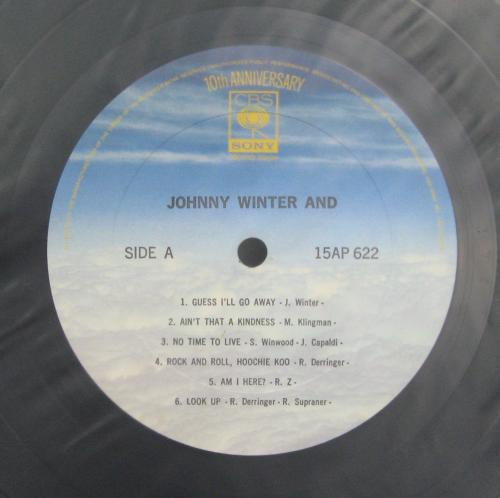 10th ANNIVERSARY
CBS
SONY
JOHNNY WINTER AND
SIDE A
15AP 622
1. GUESS I'LL GO AWAY - J. Winter -
2. AIN'T THAT A KINDNESS - M. Klingman -
3. NO TIME TO LIVE - S. Winwood - J. Capaldi -
4. ROCK AND ROLL, HOOCHIE KOO - R. Derringer -
5. AM I HERE? - R. Z -
6. LOOK UP - R. Derringer - R. Supraner -